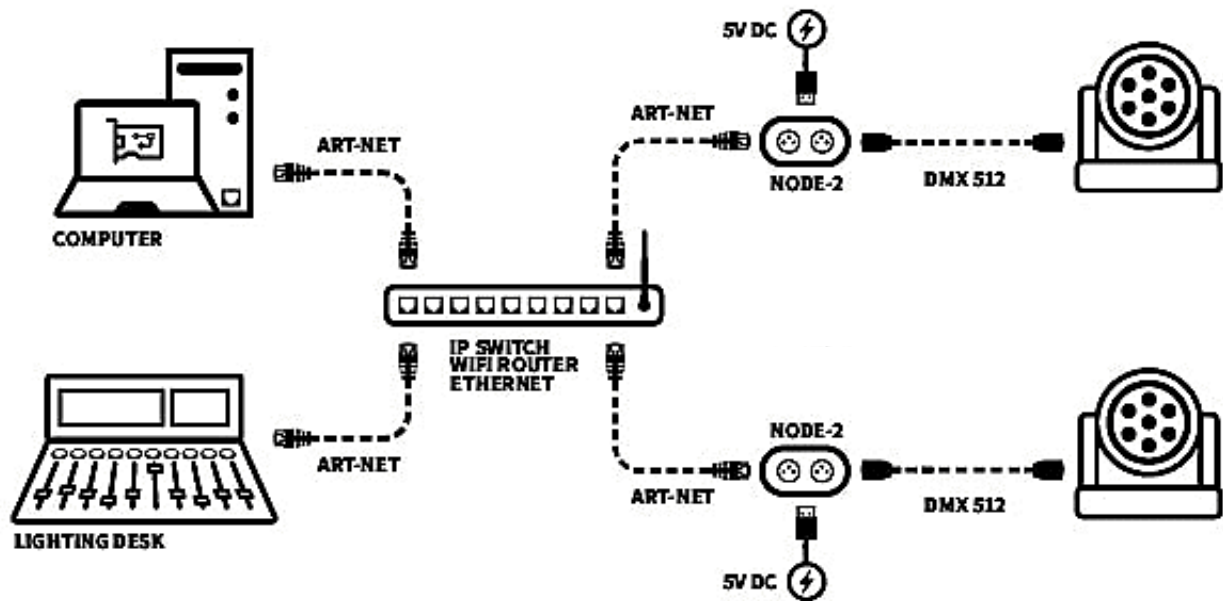 5V DC
ART-NET
ART-NET
NODE-2
DMX 512
COMPUTER
IP SWITCH
WIFI ROUTER
ETHERNET
NODE-2
ART-NET
ART-NET
DMX 512
LIGHTING DESK
5V DC